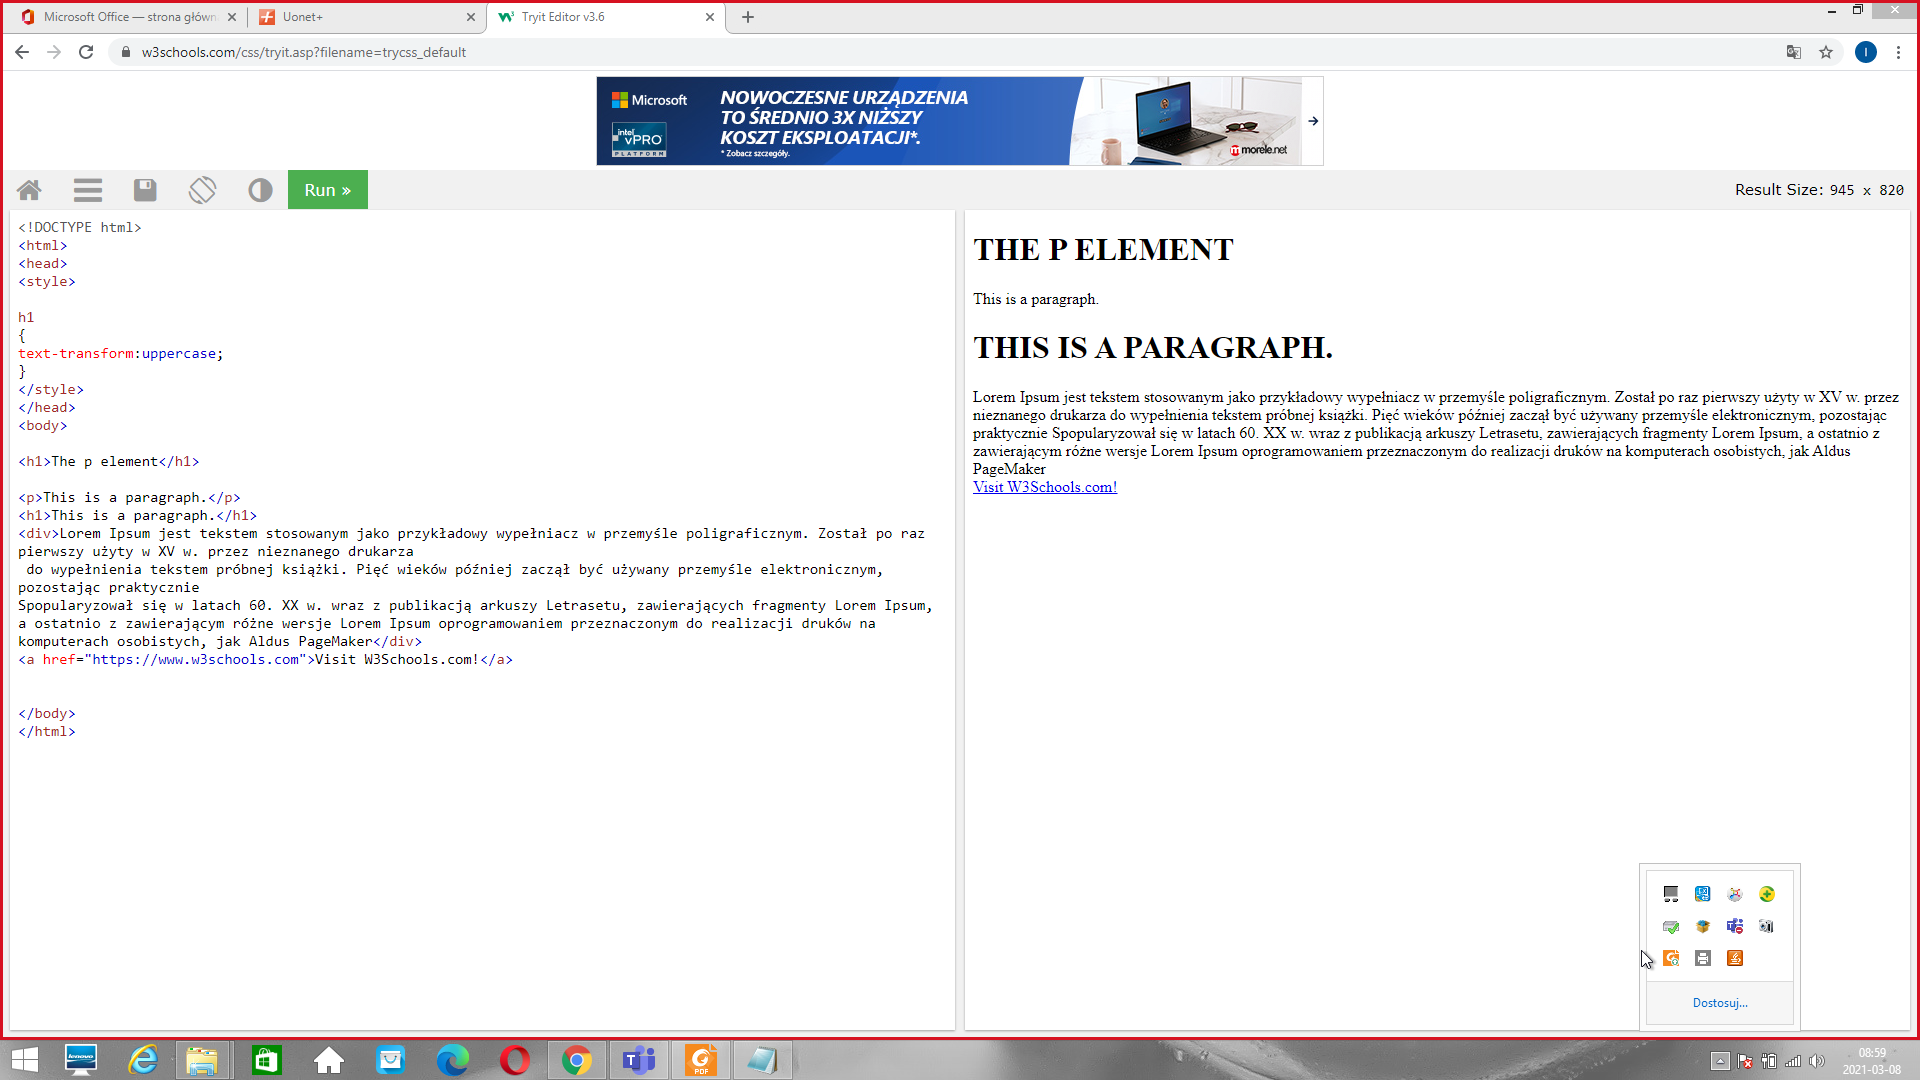 Microsoft Office — strona główn
Uonet+
Tryit Editor v3.6
w3schools.com/css/tryit.asp?filename=trycss_default
I
Microsoft
intel
vPRO
PLATFORM
NOWOCZESNE URZĄDZENIA
TO ŚREDNIO 3X NIŻSZY
KOSZT EKSPLOATACJI*.
* Zobacz szczegóły.
morele.net
Run »
Result Size: 945 x 820
<!DOCTYPE html>
<html>
<head>
<style>
h1
{
text-transform:uppercase;
}
</style>
</head>
<body>
<h1>The p element</h1>
<p>This is a paragraph.</p>
<h1>This is a paragraph.</h1>
<div>Lorem Ipsum jest tekstem stosowanym jako przykładowy wypełniacz w przemyśle poligraficznym. Został po raz
pierwszy użyty w XV w. przez nieznanego drukarza
do wypełnienia tekstem próbnej książki. Pięć wieków później zaczął być używany przemyśle elektronicznym,
pozostając praktycznie
Spopularyzował się w latach 60. XX w. wraz z publikacją arkuszy Letrasetu, zawierających fragmenty Lorem Ipsum,
a ostatnio z zawierającym różne wersje Lorem Ipsum oprogramowaniem przeznaczonym do realizacji druków na
komputerach osobistych, jak Aldus PageMaker</div>
<a href="https://www.w3schools.com">Visit W3Schools.com!</a>
</body>
</html>
THE P ELEMENT
This is a paragraph.
THIS IS A PARAGRAPH.
Lorem Ipsum jest tekstem stosowanym jako przykładowy wypełniacz w przemyśle poligraficznym. Został po raz pierwszy użyty w XV w. przez
nieznanego drukarza do wypełnienia tekstem próbnej książki. Pięć wieków później zaczął być używany przemyśle elektronicznym, pozostając
praktycznie Spopularyzował się w latach 60. XX w. wraz z publikacją arkuszy Letrasetu, zawierających fragmenty Lorem Ipsum, a ostatnio z
zawierającym różne wersje Lorem Ipsum oprogramowaniem przeznaczonym do realizacji druków na komputerach osobistych, jak Aldus
PageMaker
Visit W3Schools.com!
Dostosuj...
lenovo
PDF
08:59
2021-03-08